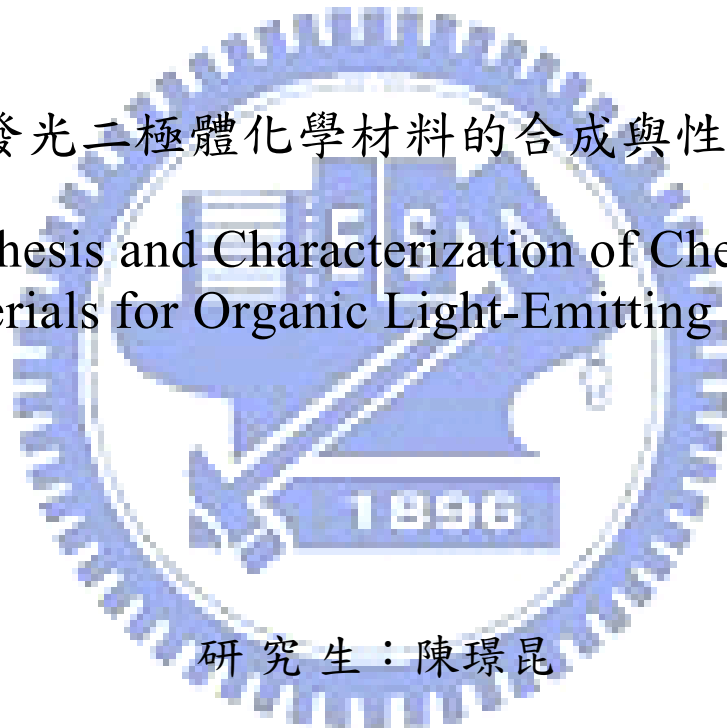 發光二極體化學材料的合成與性
hesis and Characterization of Che
erials for Organic Light-Emitting
1896
研 究 生：陳璟昆